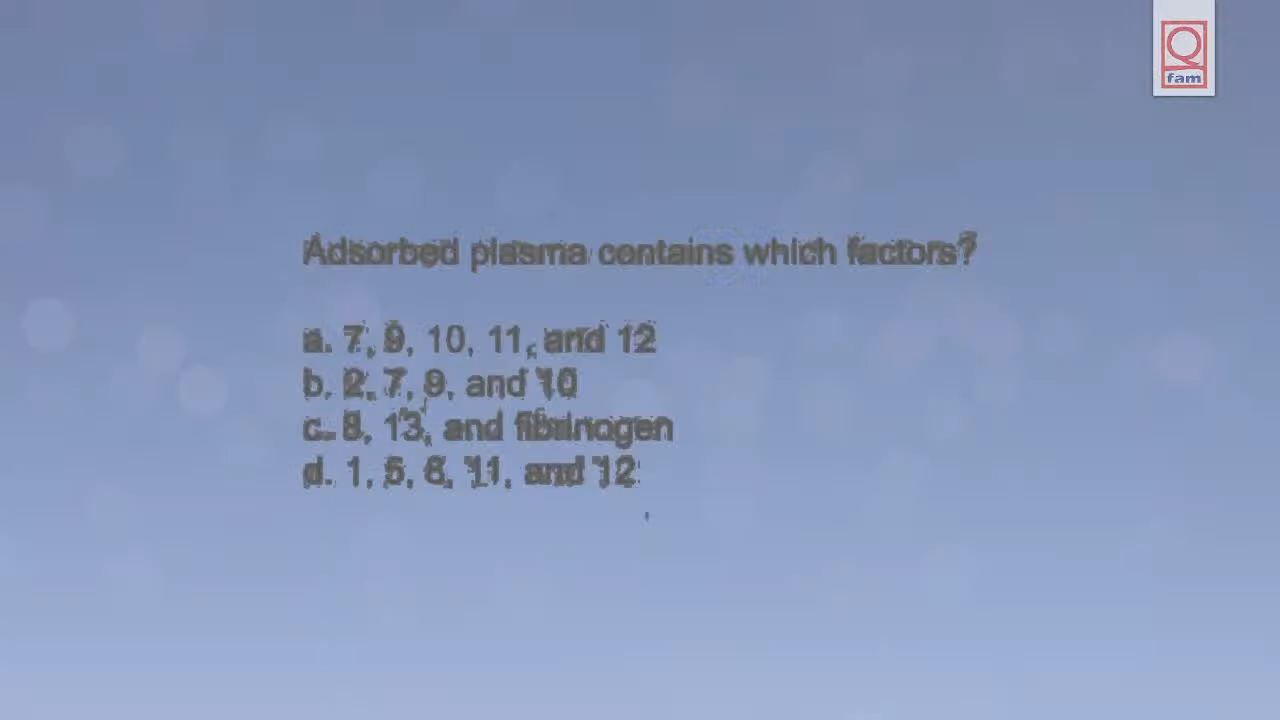 Q
fam
Adsorbed plasma contains which factors?
a. 7, 9, 10, 11, and 12
b. 2, 7, 9, and 10
c. 8, 13, and fibrinogen
d. 1, 5, 8, 11, and 12